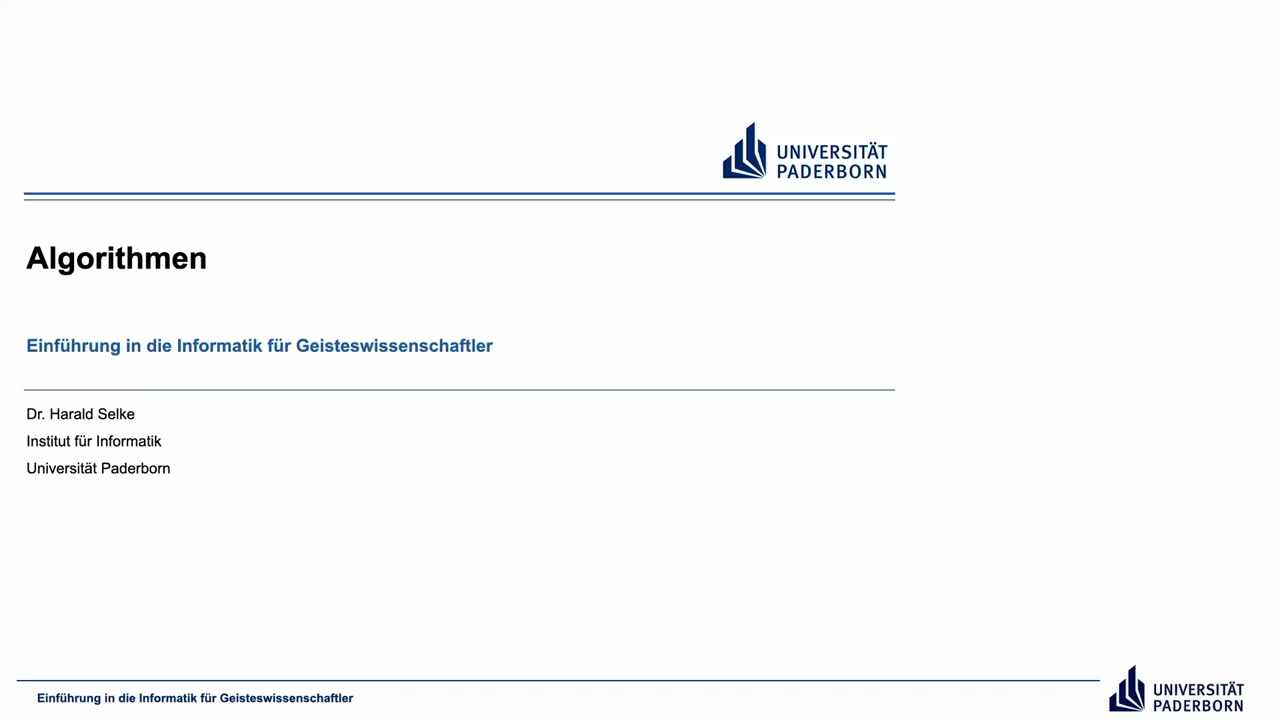 UNIVERSITÄT
PADERBORN
Algorithmen
Einführung in die Informatik für Geisteswissenschaftler
Dr. Harald Selke
Institut für Informatik
Universität Paderborn
Einführung in die Informatik für Geisteswissenschaftler
UNIVERSITÄT
PADERBORN